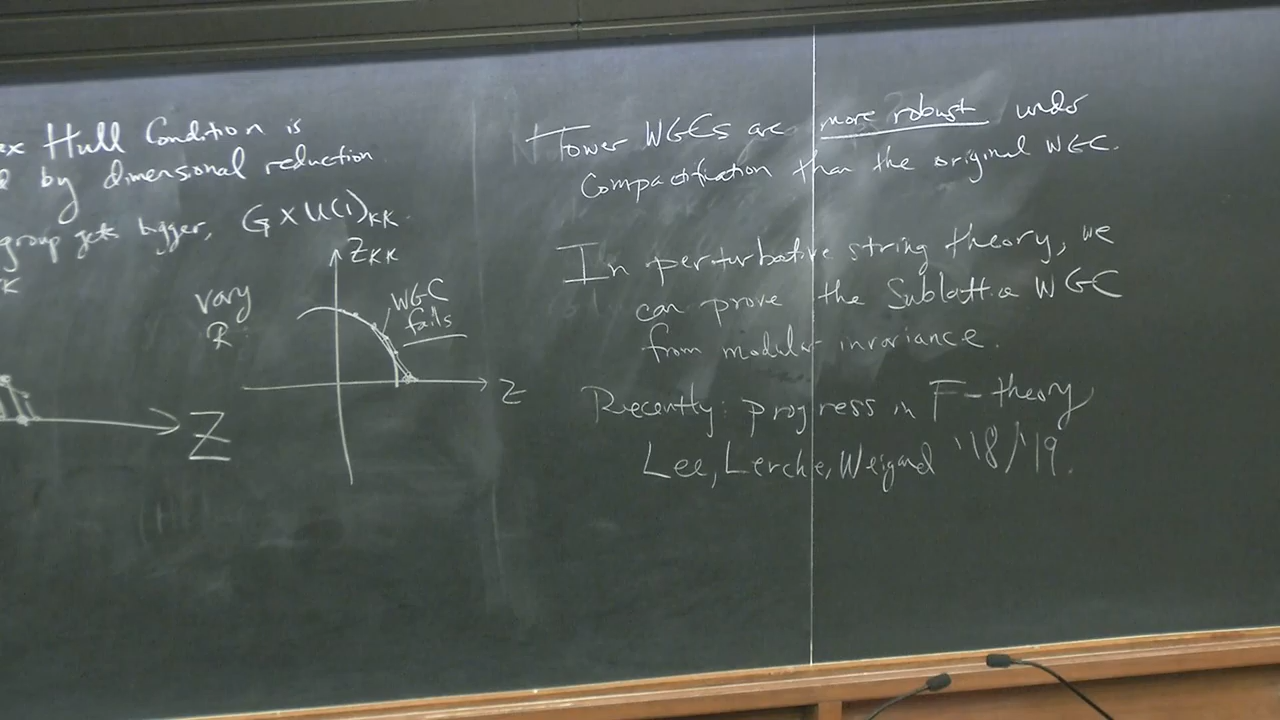 Hull Condition is
by dimensional reduction
group gets bigger, G x U(1)KK.
K
vary
R
ZKK
WGC
fails
Z
Z
Tower WGCs are more robust under
Compactification than the original WGC.
In perturbative string theory, we
can prove the Sublattice WGC
from modular invariance.
Recently: progress in F-theory
Lee, Lerche, Weigand '18/'19.